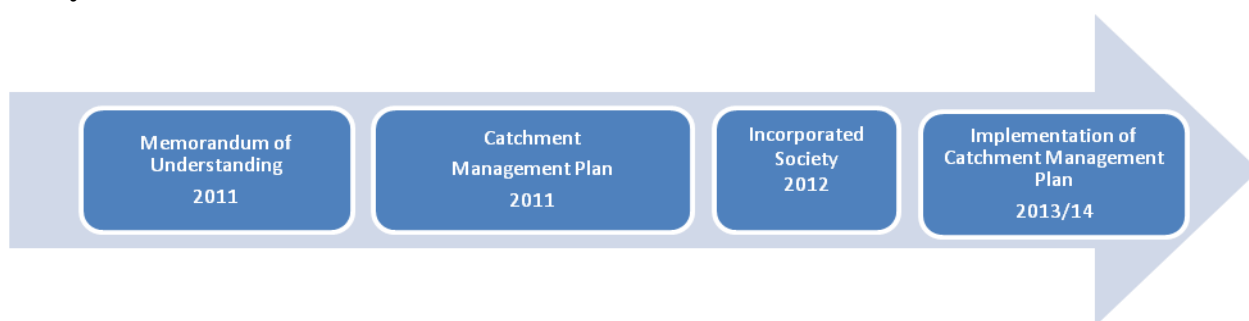 Memorandum of
Understanding
2011
Catchment
Management Plan
2011
Incorporated
Society
2012
Implementation of
Catchment Management
Plan
2013/14